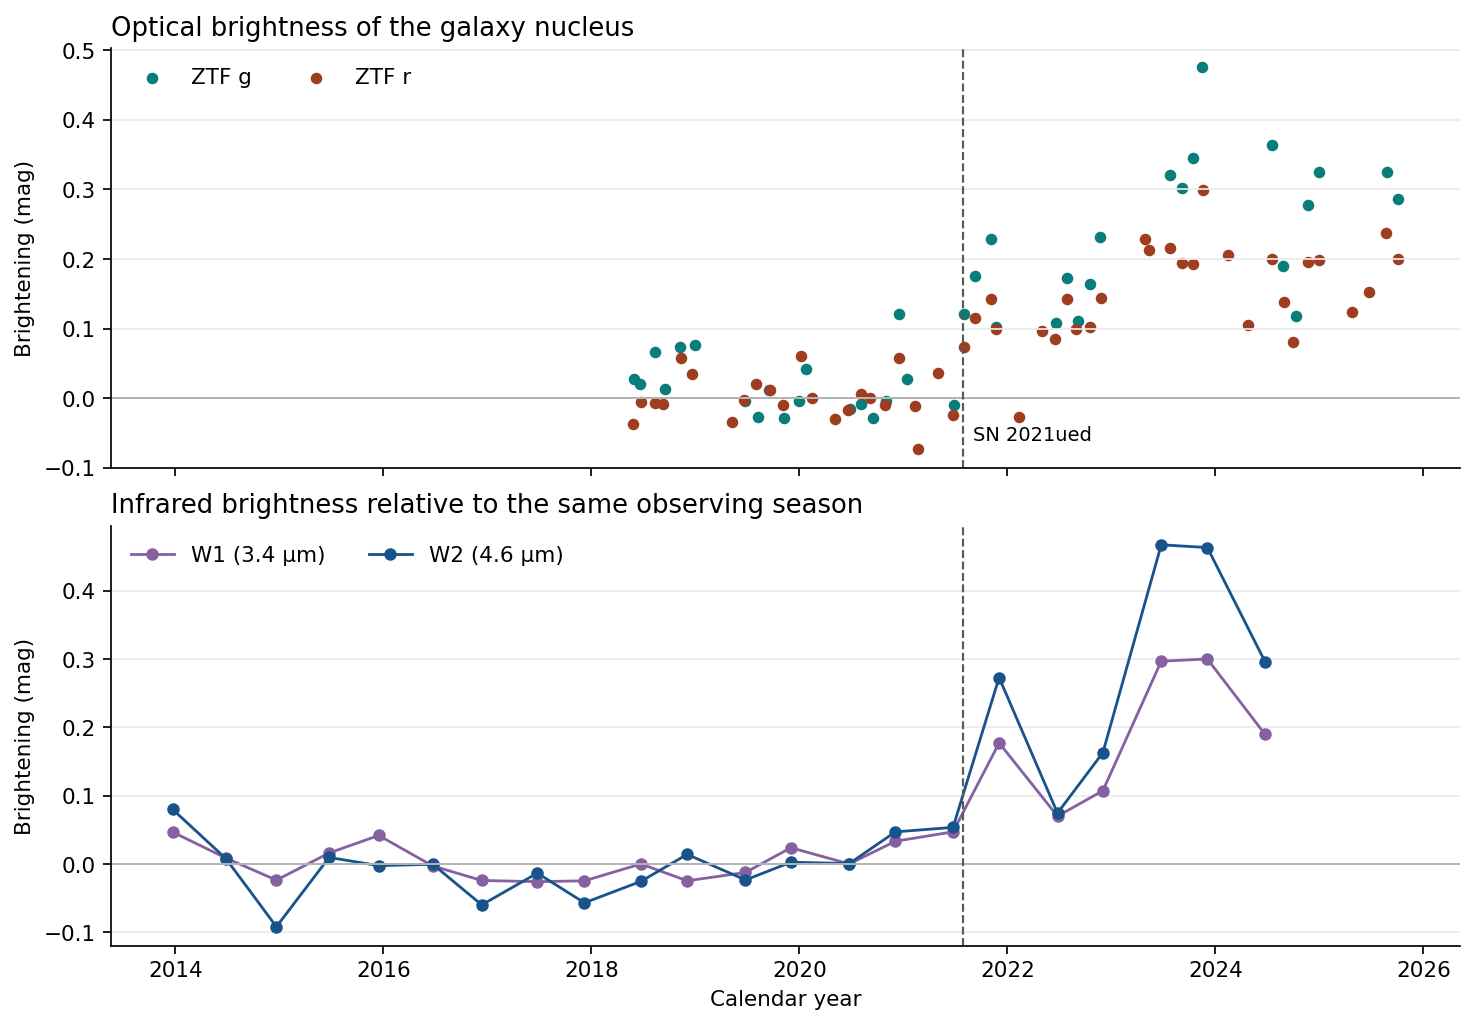 Optical brightness of the galaxy nucleus
0.5
ZTF g
ZTF r
0.4
0.3
0.2
0.1
0.0
−0.1
Brightening (mag)
SN 2021ued
Infrared brightness relative to the same observing season
W1 (3.4 μm)
W2 (4.6 μm)
0.4
0.3
0.2
0.1
0.0
−0.1
Brightening (mag)
2014
2016
2018
2020
2022
2024
2026
Calendar year